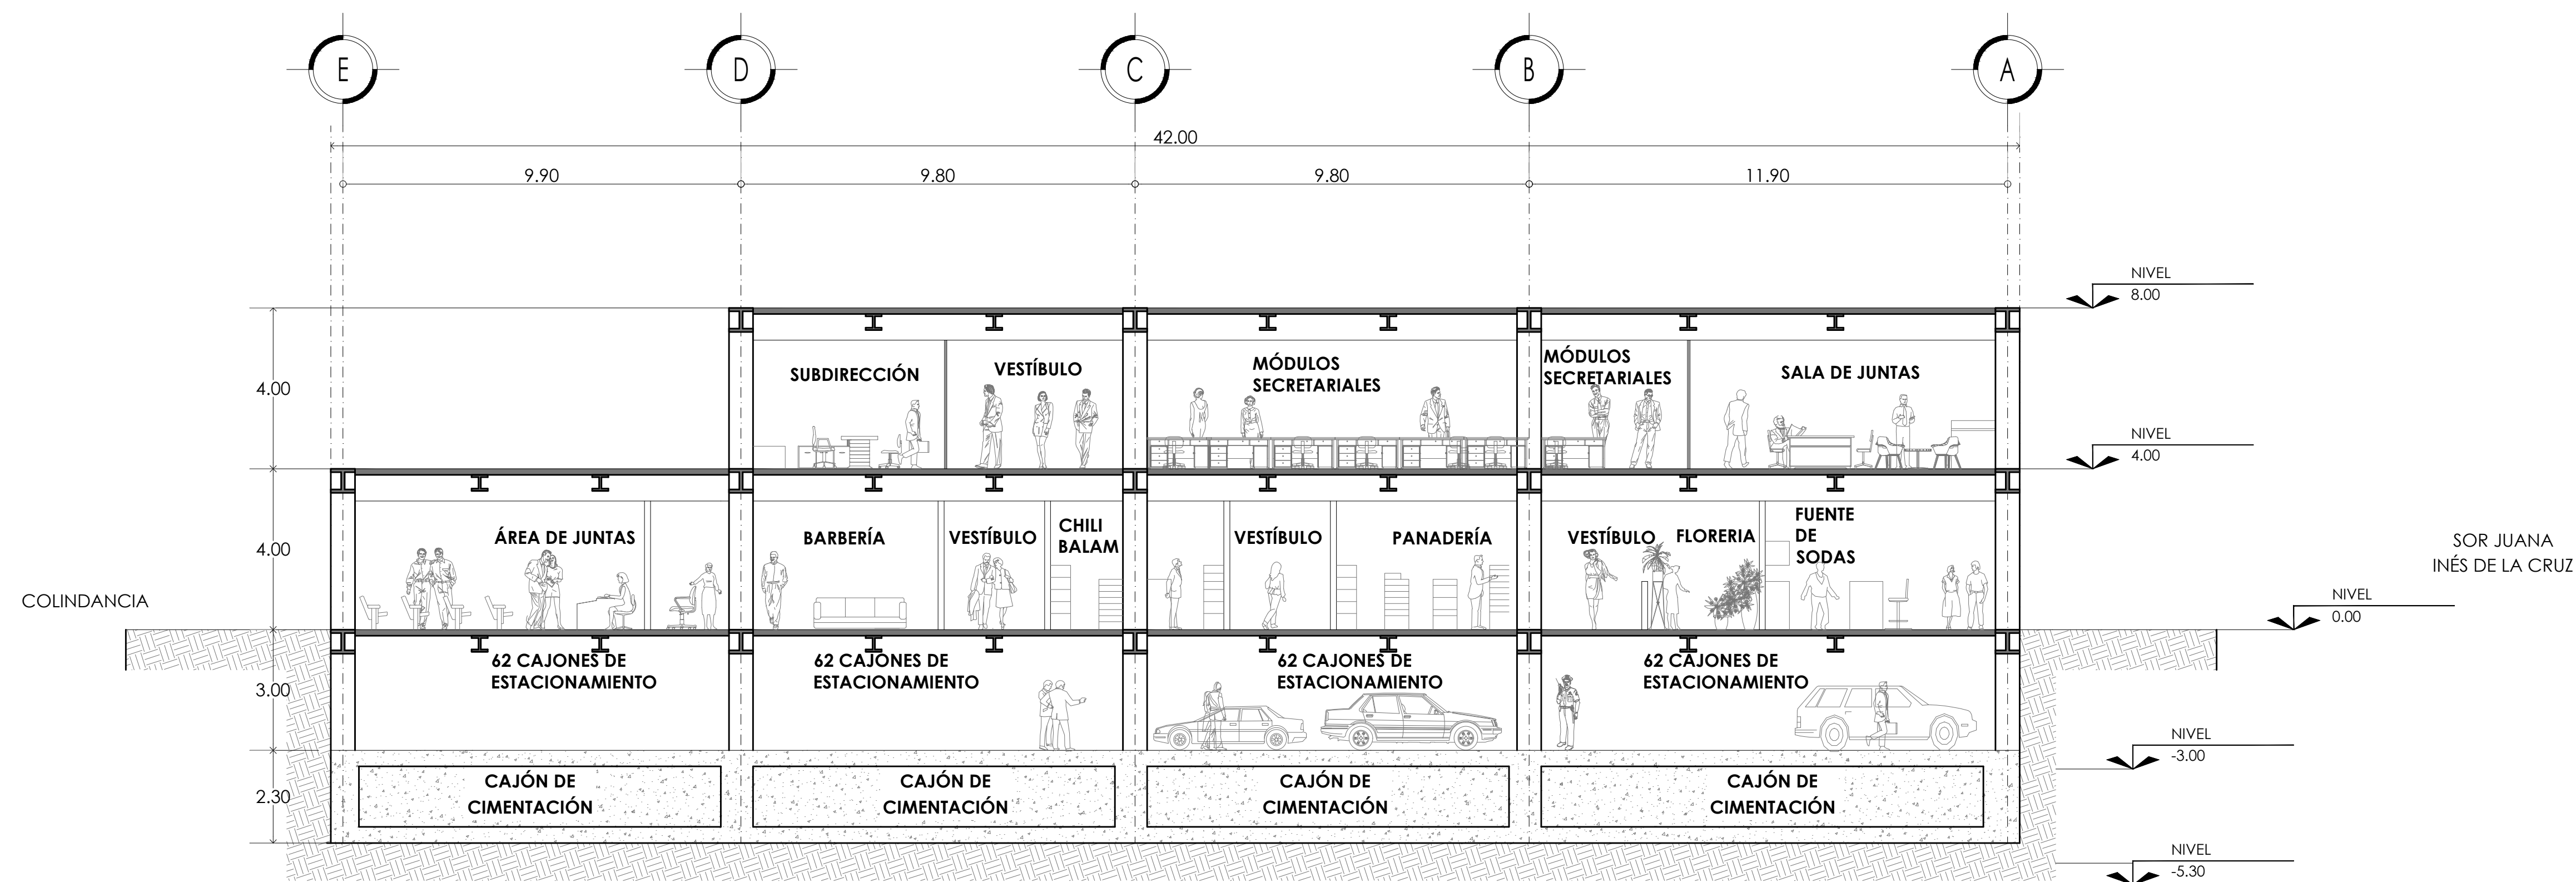 E
D
C
B
A
42.00
9.90
9.80
9.80
11.90
NIVEL
8.00
4.00
SUBDIRECCIÓN
VESTÍBULO
MÓDULOS
SECRETARIALES
MÓDULOS
SECRETARIALES
SALA DE JUNTAS
NIVEL
4.00
4.00
ÁREA DE JUNTAS
BARBERÍA
VESTÍBULO
CHILI
BALAM
VESTÍBULO
PANADERÍA
VESTÍBULO
FLORERIA
FUENTE
DE
SODAS
SOR JUANA
INÉS DE LA CRUZ
COLINDANCIA
NIVEL
0.00
3.00
62 CAJONES DE
ESTACIONAMIENTO
62 CAJONES DE
ESTACIONAMIENTO
62 CAJONES DE
ESTACIONAMIENTO
62 CAJONES DE
ESTACIONAMIENTO
NIVEL
-3.00
2.30
CAJÓN DE
CIMENTACIÓN
CAJÓN DE
CIMENTACIÓN
CAJÓN DE
CIMENTACIÓN
CAJÓN DE
CIMENTACIÓN
NIVEL
-5.30